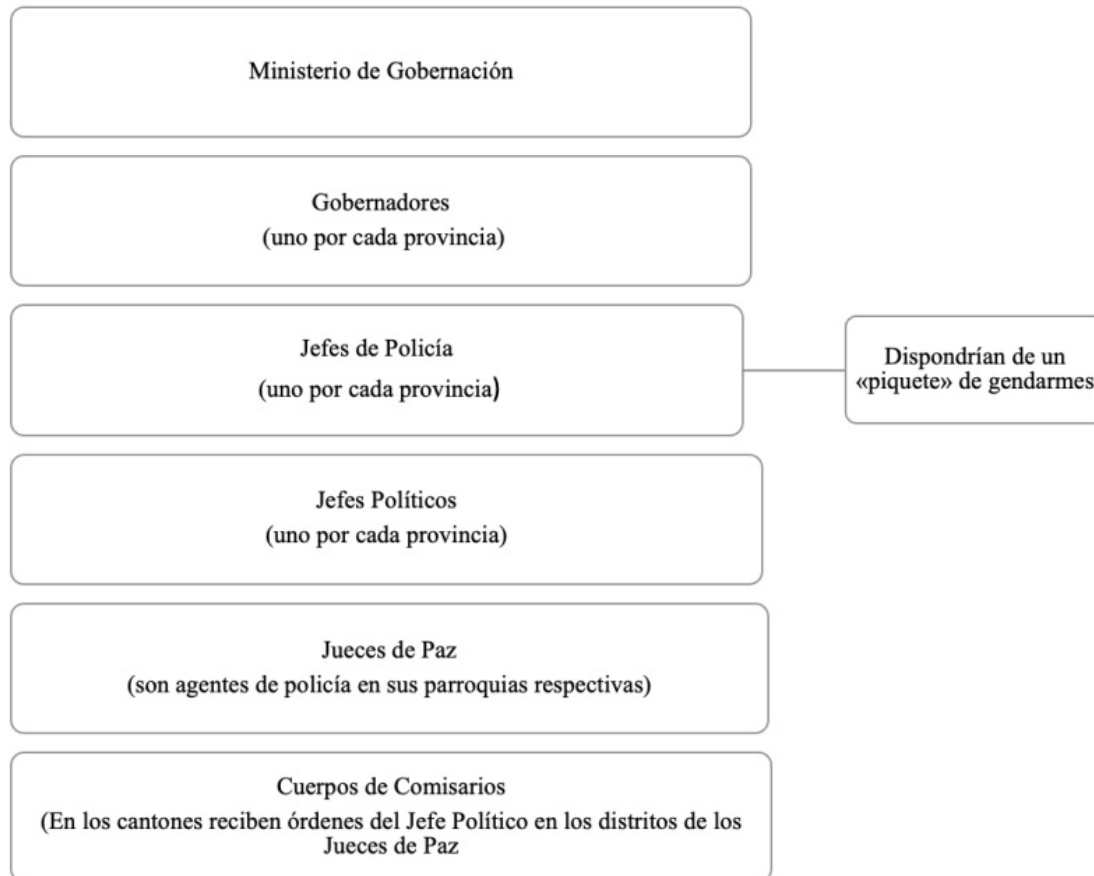 Ministerio de Gobernación
Gobernadores
(uno por cada provincia)
Jefes de Policía
(uno por cada provincia)
Dispondrían de un
«piquete» de gendarmes
Jefes Políticos
(uno por cada provincia)
Jueces de Paz
(son agentes de policía en sus parroquias respectivas)
Cuerpos de Comisarios
(En los cantones reciben órdenes del Jefe Político en los distritos de los
Jueces de Paz